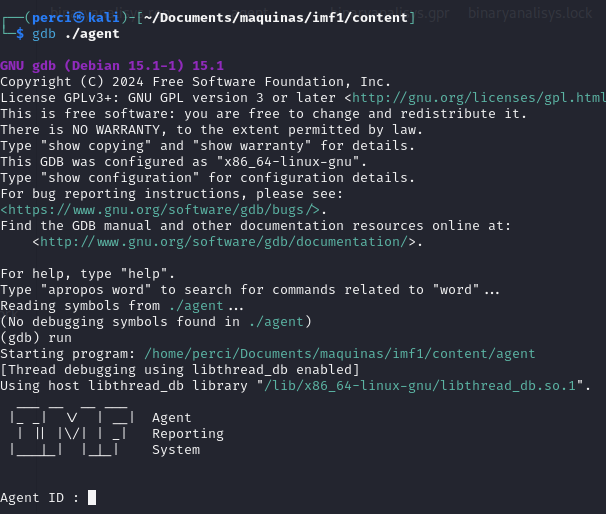 binaryanalisys.gpr binaryanalisys.lock
┌──(perci㉿kali)-[~/Documents/maquinas/imf1/content]
└─$ gdb ./agent
GNU gdb (Debian 15.1-1) 15.1
Copyright (C) 2024 Free Software Foundation, Inc.
License GPLv3+: GNU GPL version 3 or later <http://gnu.org/licenses/gpl.html
This is free software: you are free to change and redistribute it.
There is NO WARRANTY, to the extent permitted by law.
Type "show copying" and "show warranty" for details.
This GDB was configured as "x86_64-linux-gnu".
Type "show configuration" for configuration details.
For bug reporting instructions, please see:
<https://www.gnu.org/software/gdb/bugs/>.
Find the GDB manual and other documentation resources online at:
    <http://www.gnu.org/software/gdb/documentation/>.
For help, type "help".
Type "apropos word" to search for commands related to "word"...
Reading symbols from ./agent...
(No debugging symbols found in ./agent)
(gdb) run
Starting program: /home/perci/Documents/maquinas/imf1/content/agent
[Thread debugging using libthread_db enabled]
Using host libthread_db library "/lib/x86_64-linux-gnu/libthread_db.so.1".
  ___ __  __ ___
 |_ _|  \/  | __|  Agent
  | || |\/| | _|   Reporting
 |___|_|  |_|_|    System
Agent ID :